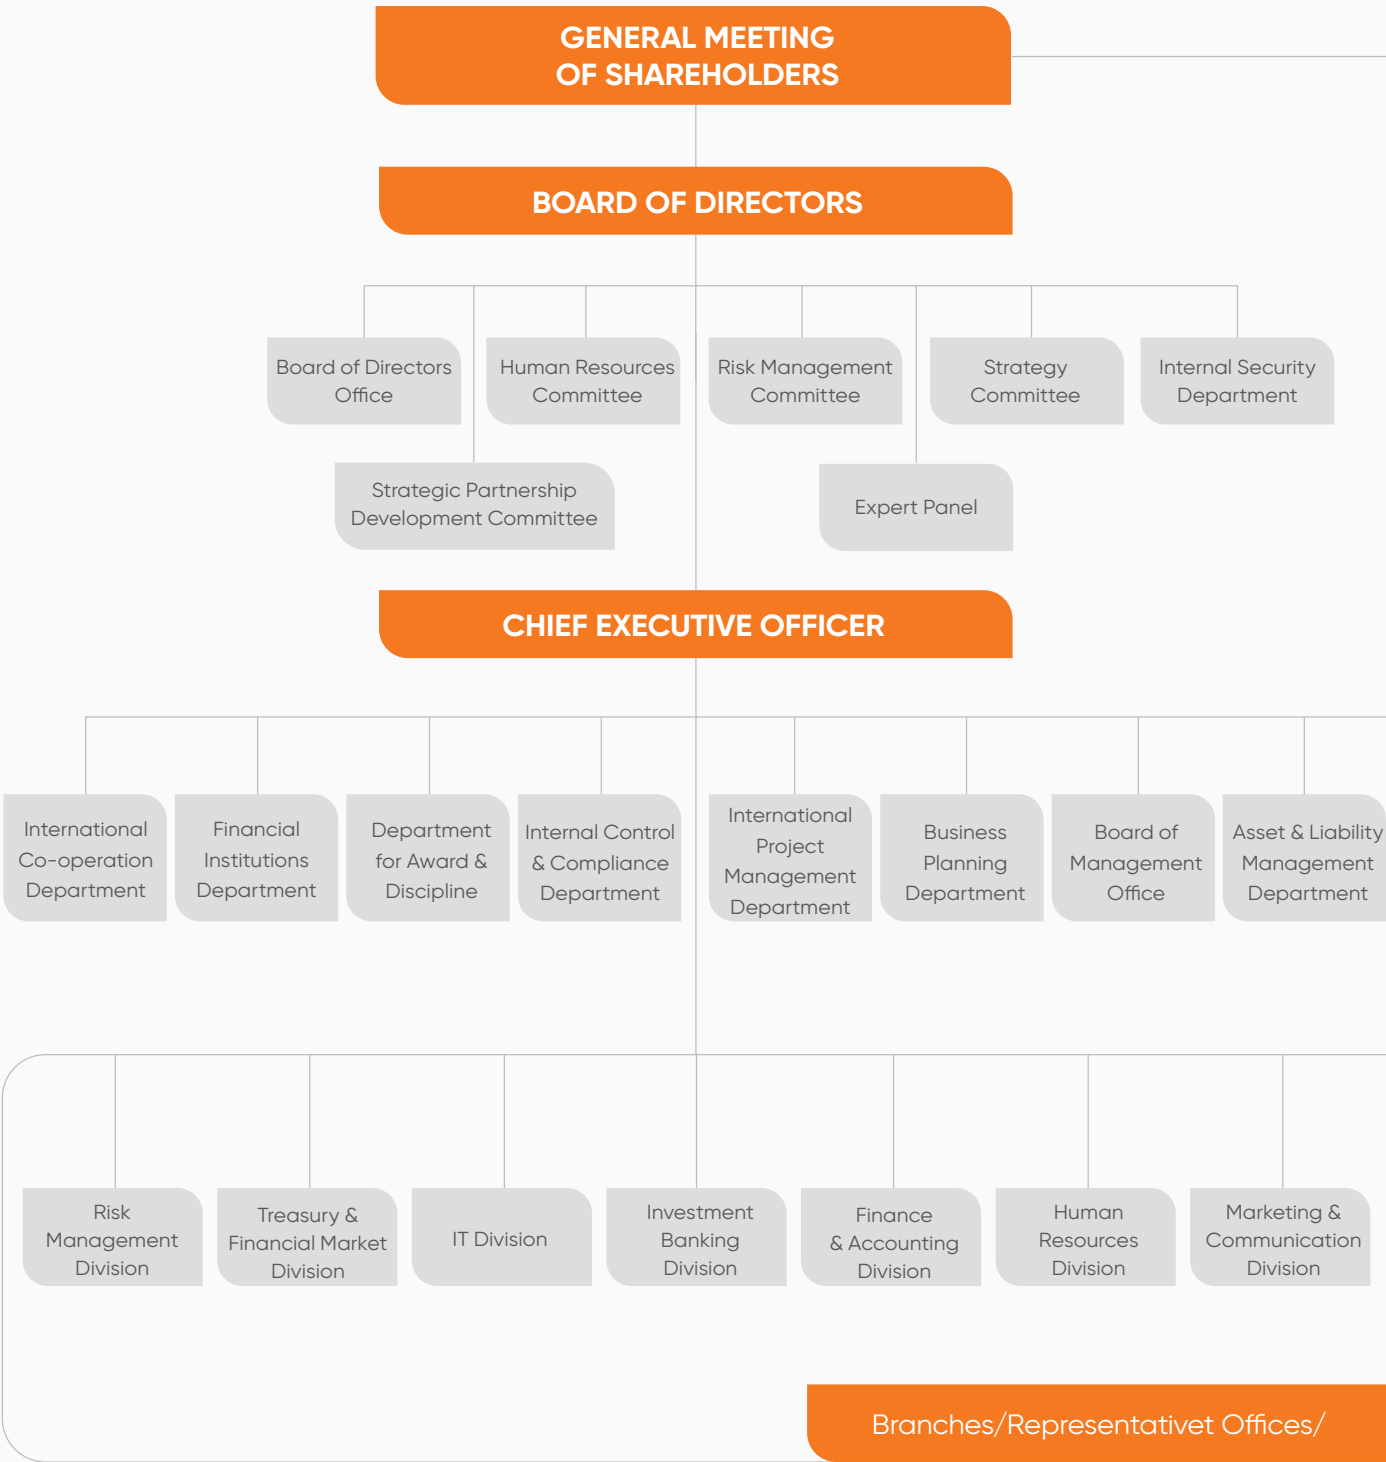 GENERAL MEETING
OF SHAREHOLDERS
BOARD OF DIRECTORS
Board of Directors
Office
Human Resources
Committee
Risk Management
Committee
Strategy
Committee
Internal Security
Department
Strategic Partnership
Development Committee
Expert Panel
CHIEF EXECUTIVE OFFICER
International
Co-operation
Department
Financial
Institutions
Department
Department
for Award &
Discipline
Internal Control
& Compliance
Department
International
Project
Management
Department
Business
Planning
Department
Board of
Management
Office
Asset & Liability
Management
Department
Risk
Management
Division
Treasury &
Financial Market
Division
IT Division
Investment
Banking
Division
Finance
& Accounting
Division
Human
Resources
Division
Marketing &
Communication
Division
Branches/Representativet Offices/